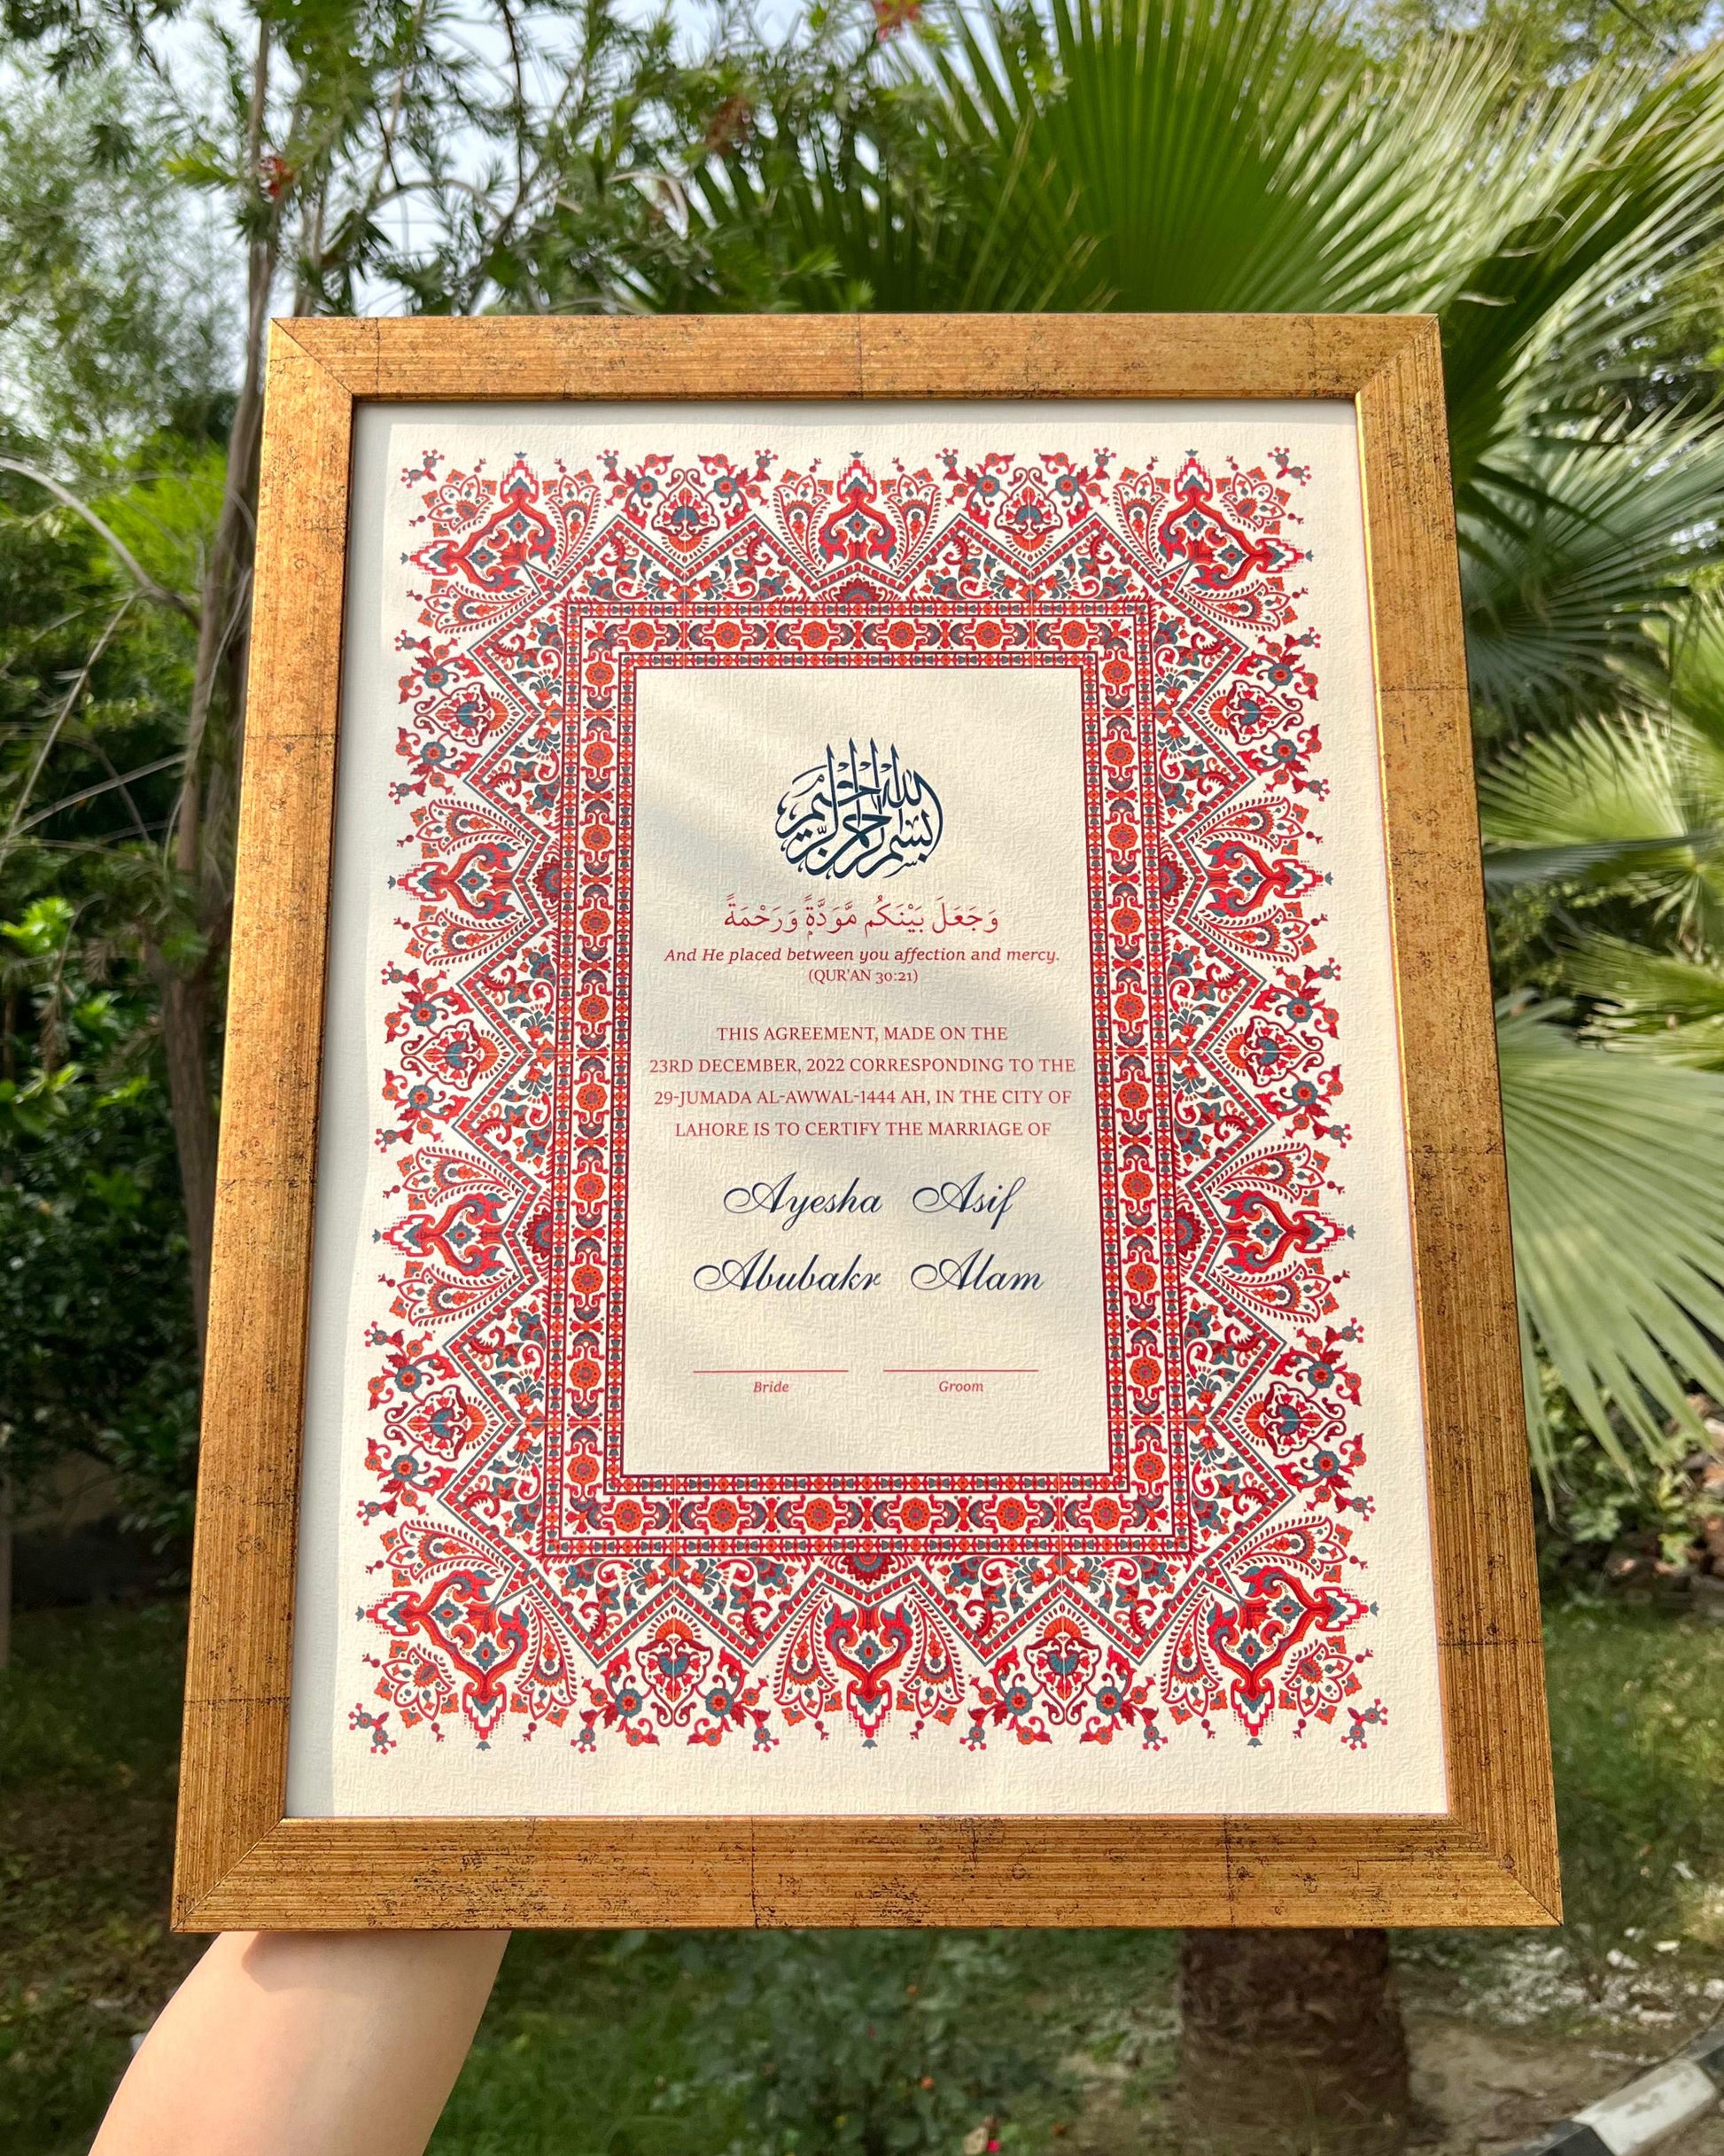 بسم الله الرحمن الرحيم
وَجَعَلَ بَيْنَكُم مَّوَدَّةً وَرَحْمَةً
And He placed between you affection and mercy.
(QUR'AN 30:21)
THIS AGREEMENT, MADE ON THE
23RD DECEMBER, 2022 CORRESPONDING TO THE
29-JUMADA AL-AWWAL-1444 AH, IN THE CITY OF
LAHORE IS TO CERTIFY THE MARRIAGE OF
Ayesha Asif
Abubakr Alam
Bride Groom